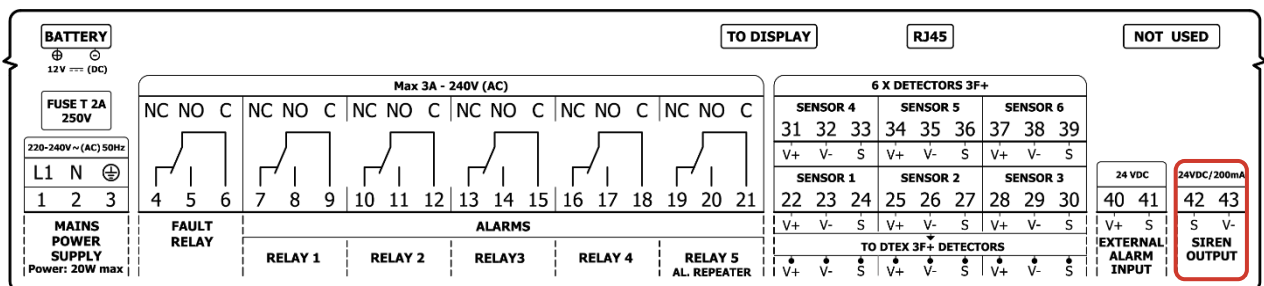 BATTERY
TO DISPLAY
RJ45
NOT USED
⊕ ⊖
12V ⎓ (DC)
FUSE T 2A
250V
Max 3A - 240V (AC)
6 X DETECTORS 3F+
NC NO C NC NO C NC NO C NC NO C NC NO C NC NO C
SENSOR 4 SENSOR 5 SENSOR 6
31 32 33 34 35 36 37 38 39
V+ V- S V+ V- S V+ V- S
220-240V~(AC) 50Hz
L1 N ⏚
SENSOR 1 SENSOR 2 SENSOR 3
24 VDC
24VDC/200mA
1 2 3 4 5 6 7 8 9 10 11 12 13 14 15 16 17 18 19 20 21 22 23 24 25 26 27 28 29 30 40 41 42 43
V+ V- S V+ V- S V+ V- S V+ S S V-
MAINS
POWER
SUPPLY
Power: 20W max
FAULT
RELAY
ALARMS
RELAY 1
RELAY 2
RELAY3
RELAY 4
RELAY 5
AL. REPEATER
TO DTEX 3F+ DETECTORS
V+ V- S V+ V- S V+ V- S
EXTERNAL
ALARM
INPUT
SIREN
OUTPUT